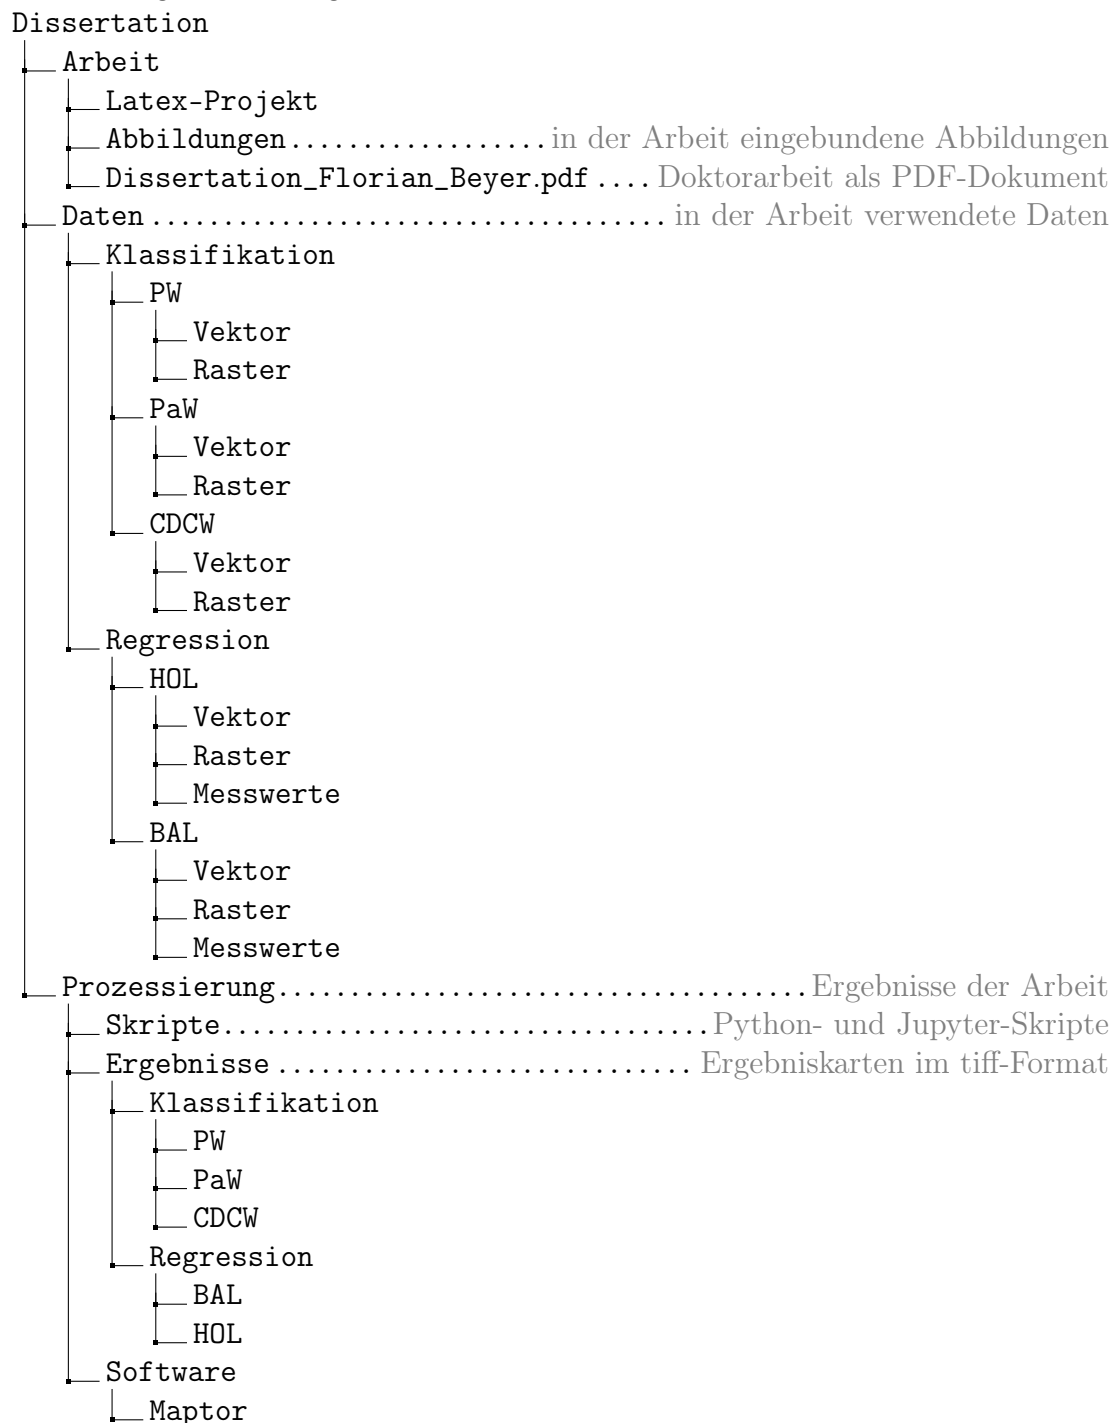 Dissertation
Arbeit
Latex-Projekt
Abbildungen.................. in der Arbeit eingebundene Abbildungen
Dissertation_Florian_Beyer.pdf .... Doktorarbeit als PDF-Dokument
Daten .................................... in der Arbeit verwendete Daten
Klassifikation
PW
Vektor
Raster
PaW
Vektor
Raster
CDCW
Vektor
Raster
Regression
HOL
Vektor
Raster
Messwerte
BAL
Vektor
Raster
Messwerte
Prozessierung.....................................Ergebnisse der Arbeit
Skripte..................................Python- und Jupyter-Skripte
Ergebnisse ............................. Ergebniskarten im tiff-Format
Klassifikation
PW
PaW
CDCW
Regression
BAL
HOL
Software
Maptor